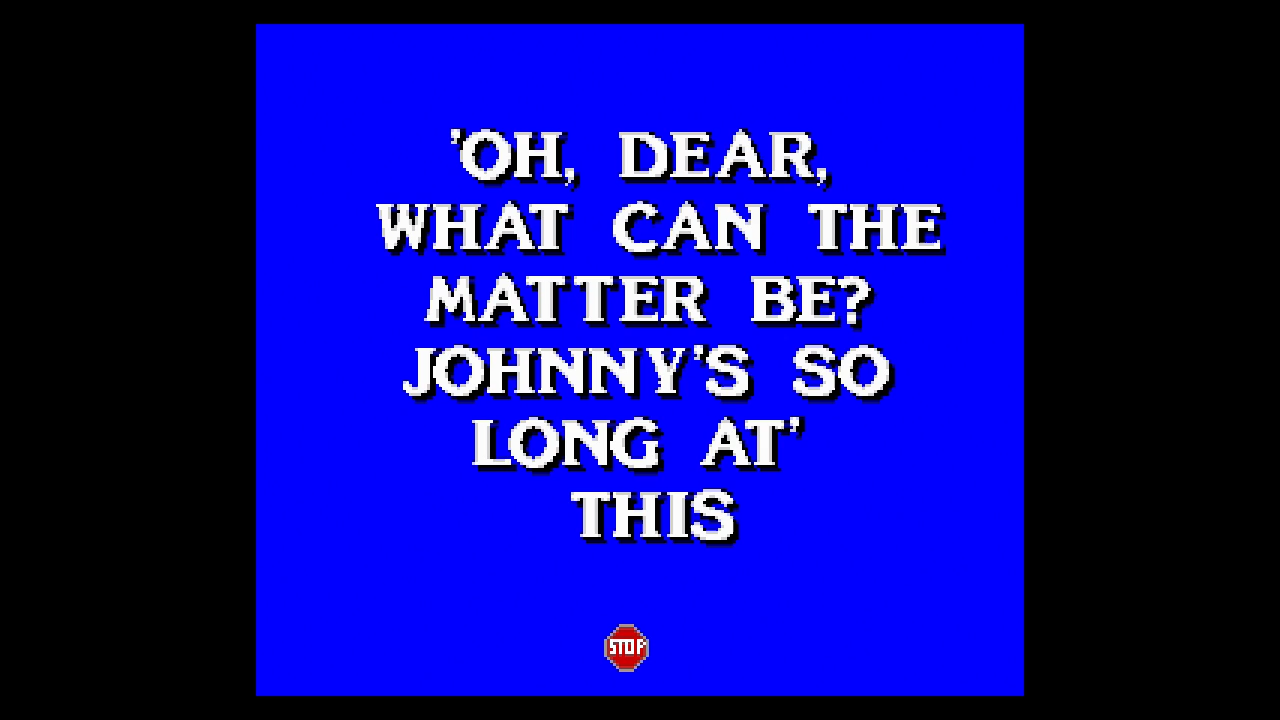 'OH, DEAR,
WHAT CAN THE
MATTER BE?
JOHNNY'S SO
LONG AT'
THIS
STOP